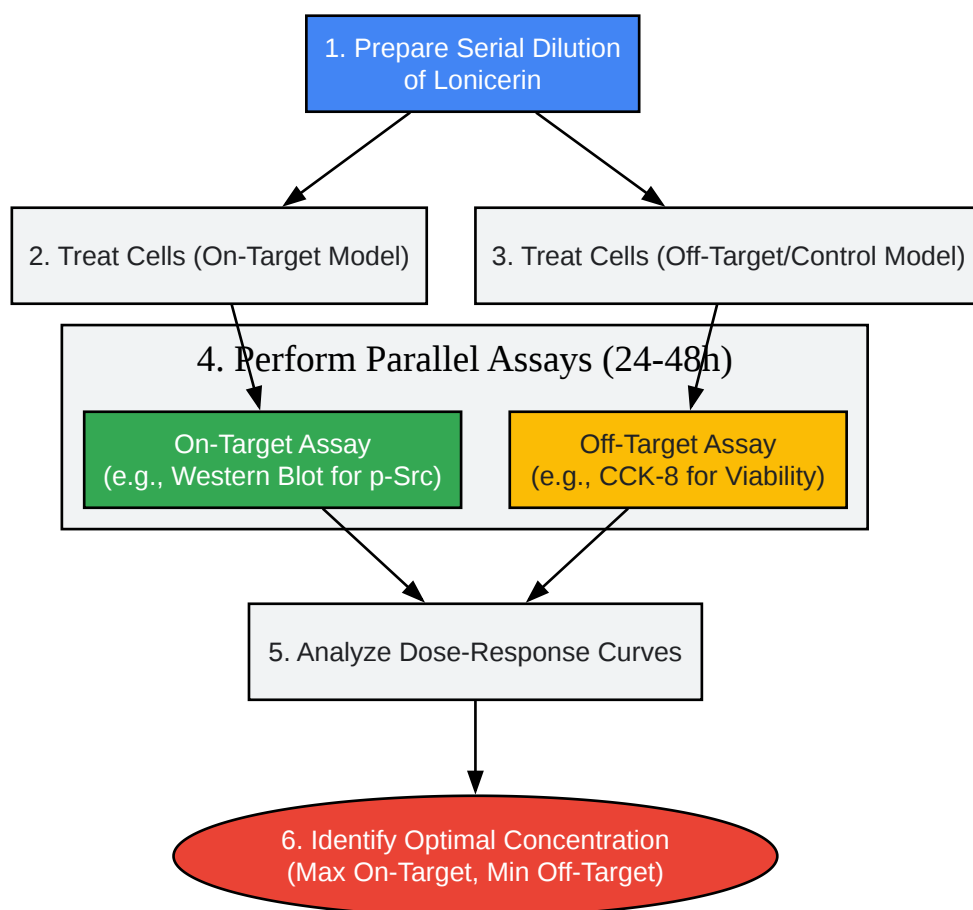 1. Prepare Serial Dilution
of Lonicerin
2. Treat Cells (On-Target Model)
3. Treat Cells (Off-Target/Control Model)
4. Perform Parallel Assays (24-48h)
On-Target Assay
(e.g., Western Blot for p-Src)
Off-Target Assay
(e.g., CCK-8 for Viability)
5. Analyze Dose-Response Curves
6. Identify Optimal Concentration
(Max On-Target, Min Off-Target)